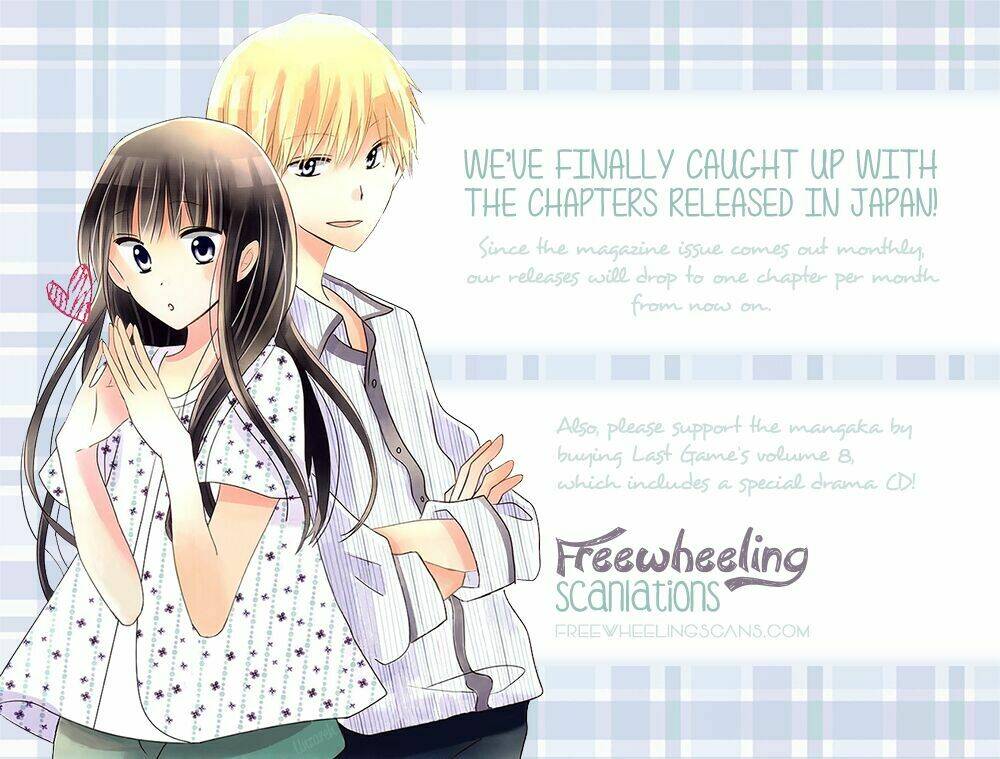 WE'VE FINALLY CAUGHT UP WITH
THE CHAPTERS RELEASED IN JAPAN!
Since the magazine issue comes out monthly,
our releases will drop to one chapter per month
from now on.
Also, please support the mangaka by
buying Last Game's volume 8,
which includes a special drama CD!
Freewheeling
scanlations
FREEWHEELINGSCANS.COM